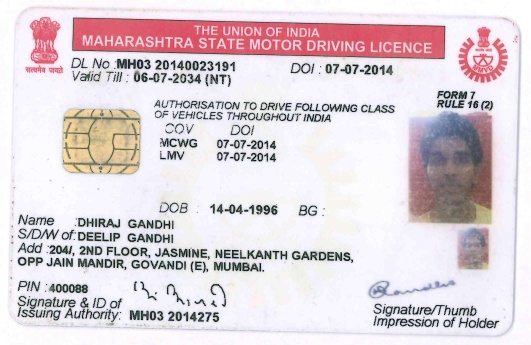 THE UNION OF INDIA
MAHARASHTRA STATE MOTOR DRIVING LICENCE
सत्यमेव जयते
MMVD
DL No :MH03 20140023191 DOI : 07-07-2014
Valid Till : 06-07-2034 (NT)
FORM 7
RULE 16 (2)
AUTHORISATION TO DRIVE FOLLOWING CLASS
OF VEHICLES THROUGHOUT INDIA
COV DOI
MCWG 07-07-2014
LMV 07-07-2014
DOB : 14-04-1996 BG :
Name :DHIRAJ GANDHI
S/D/W of:DEELIP GANDHI
Add :204/, 2ND FLOOR, JASMINE, NEELKANTH GARDENS,
OPP JAIN MANDIR, GOVANDI (E), MUMBAI.
PIN :400088
Signature & ID of
Issuing Authority: MH03 2014275
Signature/Thumb
Impression of Holder